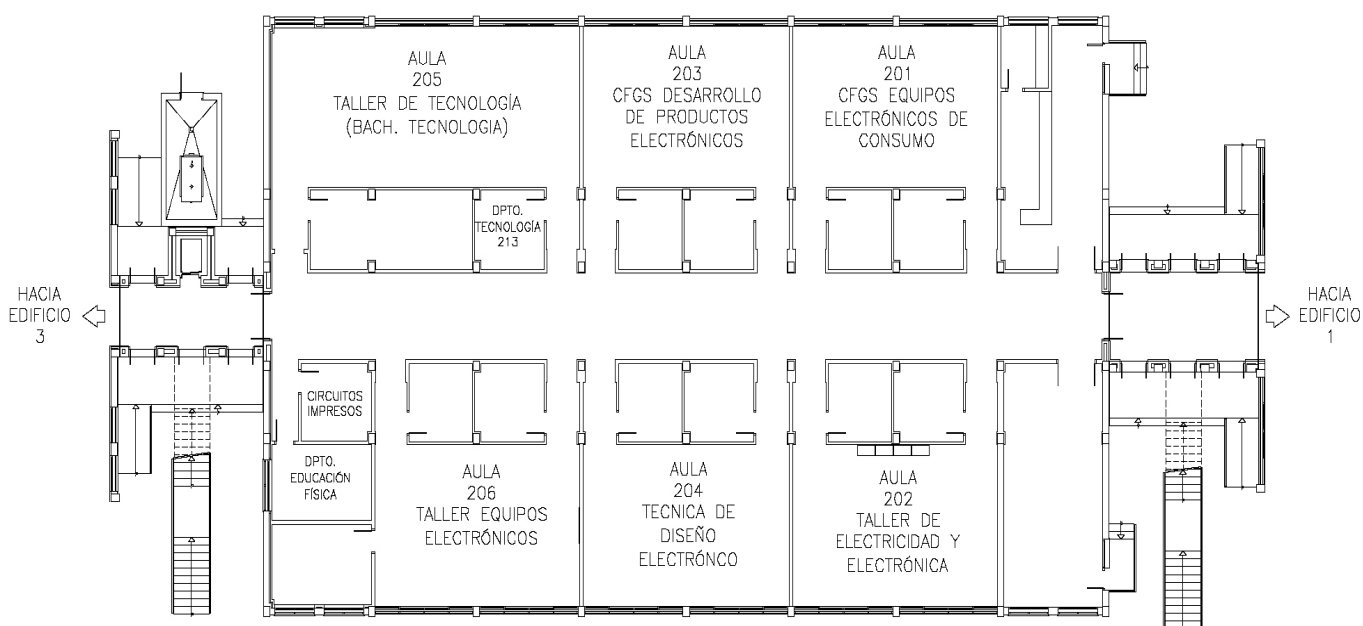 AULA
205
TALLER DE TECNOLOGÍA
(BACH. TECNOLOGIA)
AULA
203
CFGS DESARROLLO
DE PRODUCTOS
ELECTRÓNICOS
AULA
201
CFGS EQUIPOS
ELECTRÓNICOS DE
CONSUMO
DPTO.
TECNOLOGÍA
213
HACIA
EDIFICIO
3
HACIA
EDIFICIO
1
CIRCUITOS
IMPRESOS
DPTO.
EDUCACIÓN
FÍSICA
AULA
206
TALLER EQUIPOS
ELECTRÓNICOS
AULA
204
TECNICA DE
DISEÑO
ELECTRÓNCO
AULA
202
TALLER DE
ELECTRICIDAD Y
ELECTRÓNICA